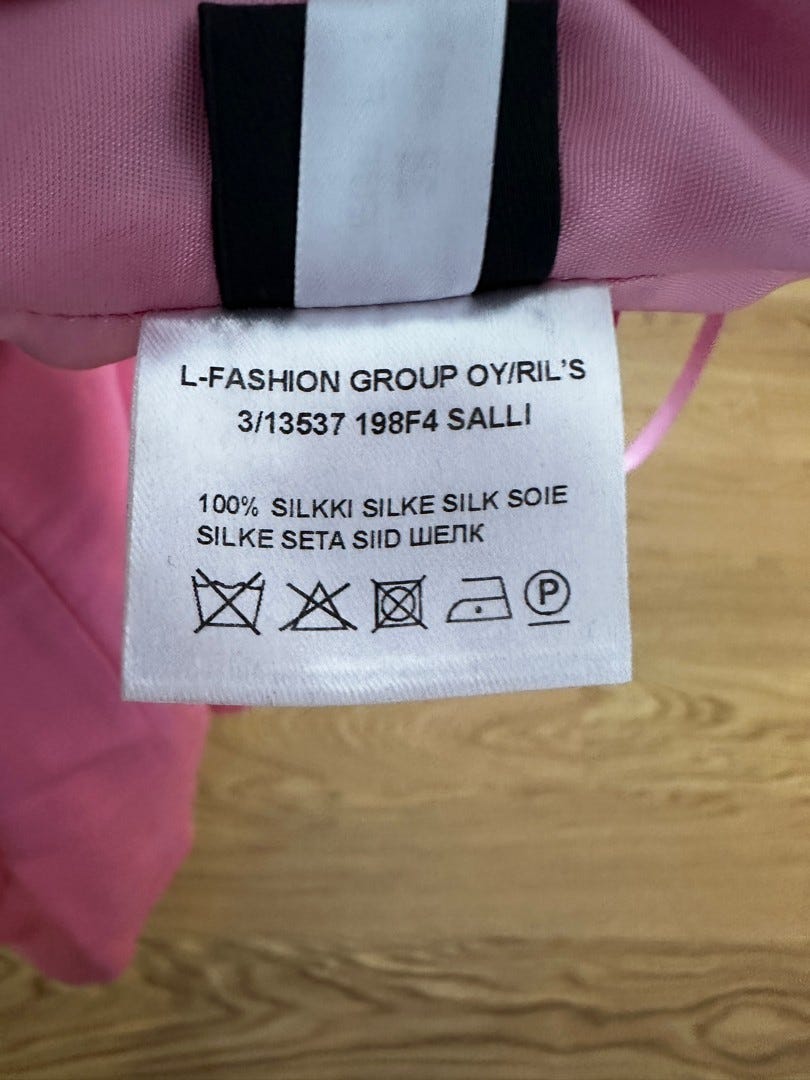 L-FASHION GROUP OY/RIL'S
3/13537 198F4 SALLI
100% SILKKI SILKE SILK SOIE
SILKE SETA SIID ШЕЛК
P